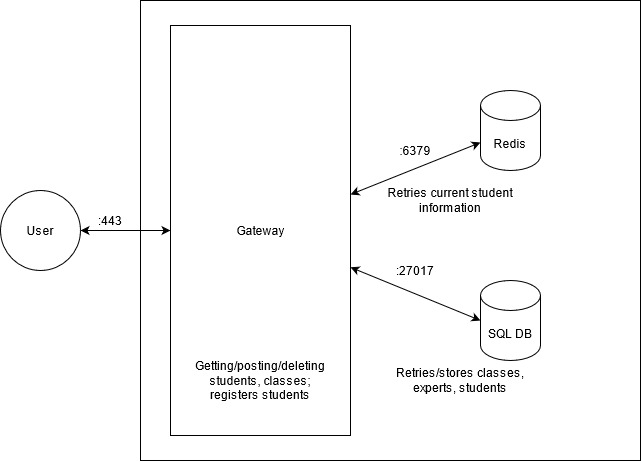 Redis
:6379
Retries current student
information
User
:443
Gateway
:27017
SQL DB
Getting/posting/deleting
students, classes;
registers students
Retries/stores classes,
experts, students